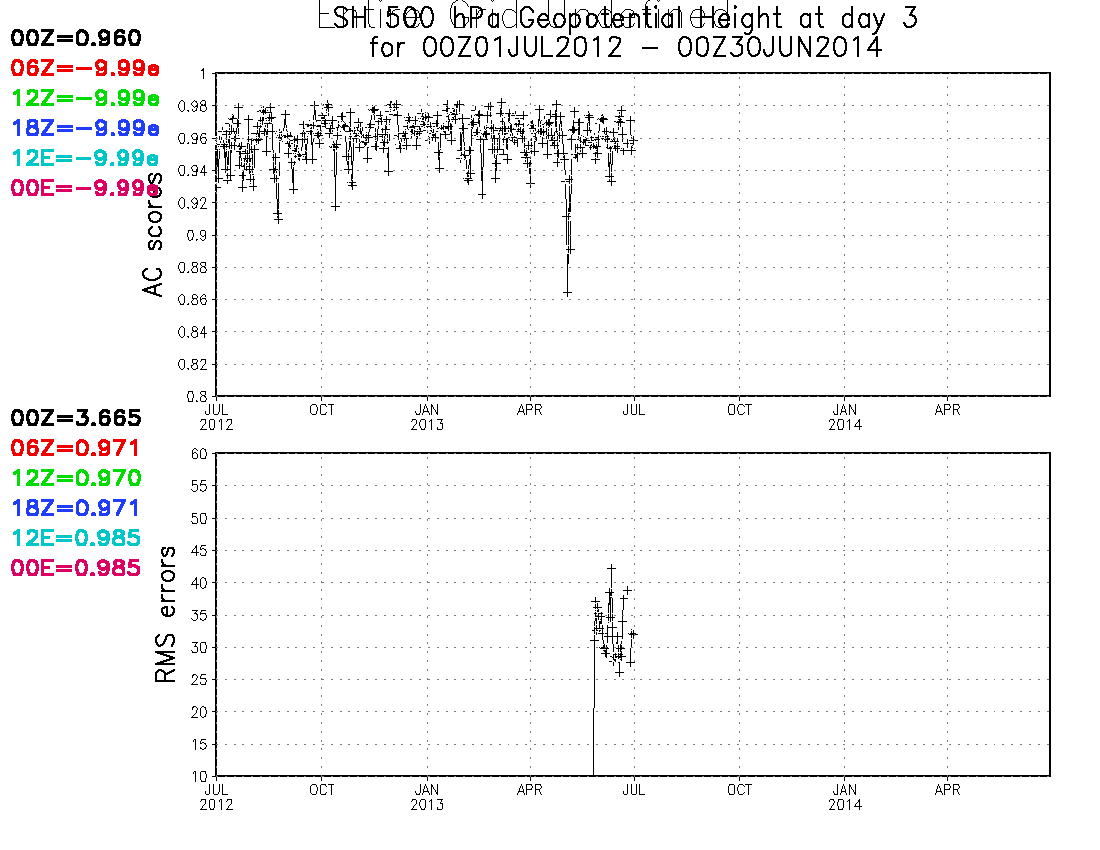 Entire Grid Undefined
SH 500 hPa Geopotential Height at day 3
for 00Z01JUL2012 − 00Z30JUN2014
00Z=0.960
06Z=−9.99e
12Z=−9.99e
18Z=−9.99e
12E=−9.99e
00E=−9.99e
AC scores
1
0.98
0.96
0.94
0.92
0.9
0.88
0.86
0.84
0.82
0.8
JUL OCT JAN APR JUL OCT JAN APR
2012 2013 2014
00Z=3.665
06Z=0.971
12Z=0.970
18Z=0.971
12E=0.985
00E=0.985
RMS errors
60
55
50
45
40
35
30
25
20
15
10
JUL OCT JAN APR JUL OCT JAN APR
2012 2013 2014